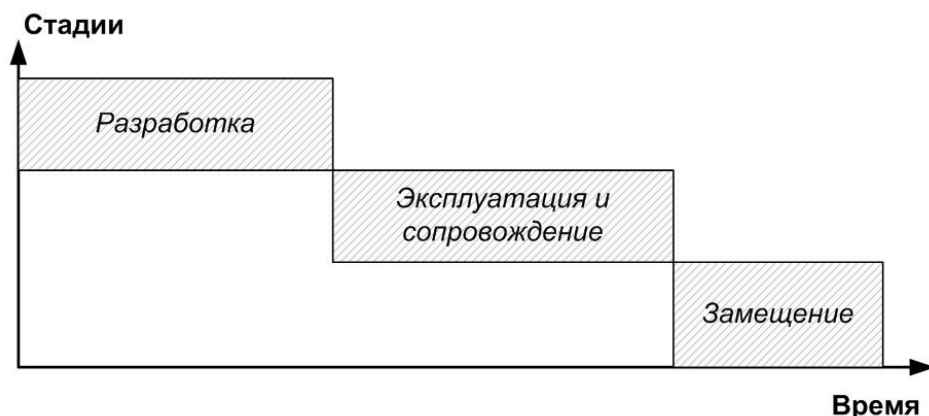 Стадии
Разработка
Эксплуатация и
сопровождение
Замещение
Время